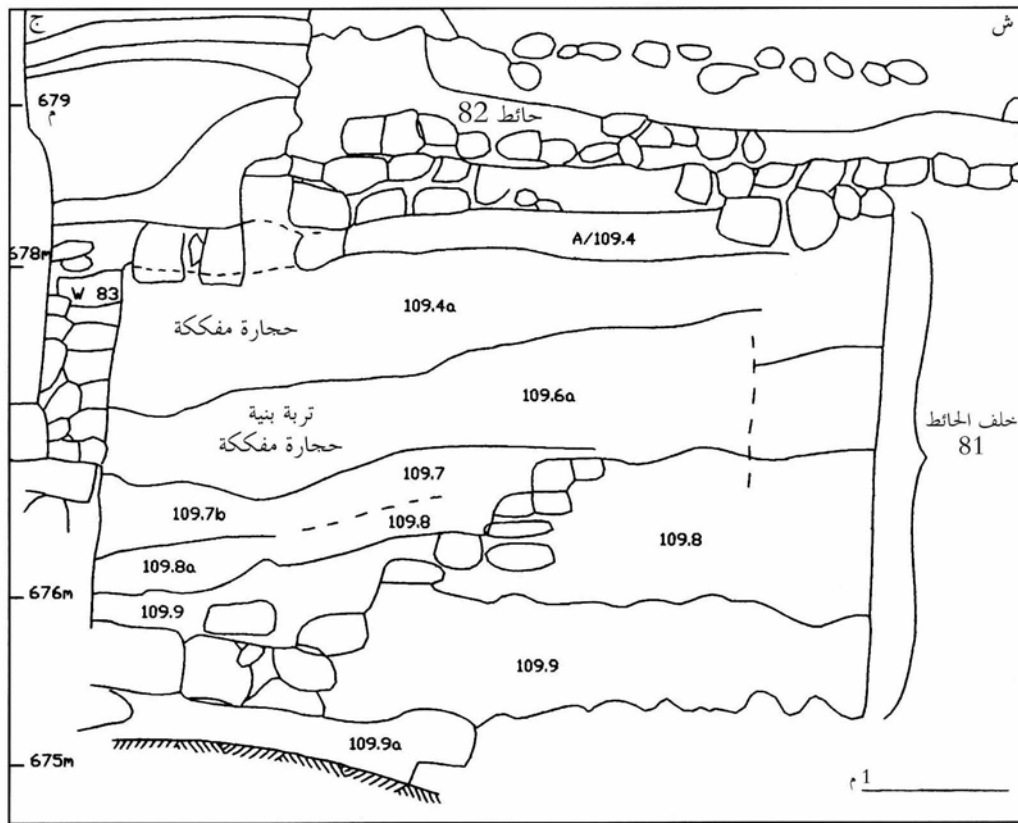 ج
ش
679
م
حائط 82
678m
A/109.4
W 83
109.4a
حجارة مفككة
109.6a
تربة بنية
حجارة مفككة
خلف الحائط
81
109.7
109.7b
109.8
109.8
109.8a
676m
109.9
109.9
109.9a
675m
1 م